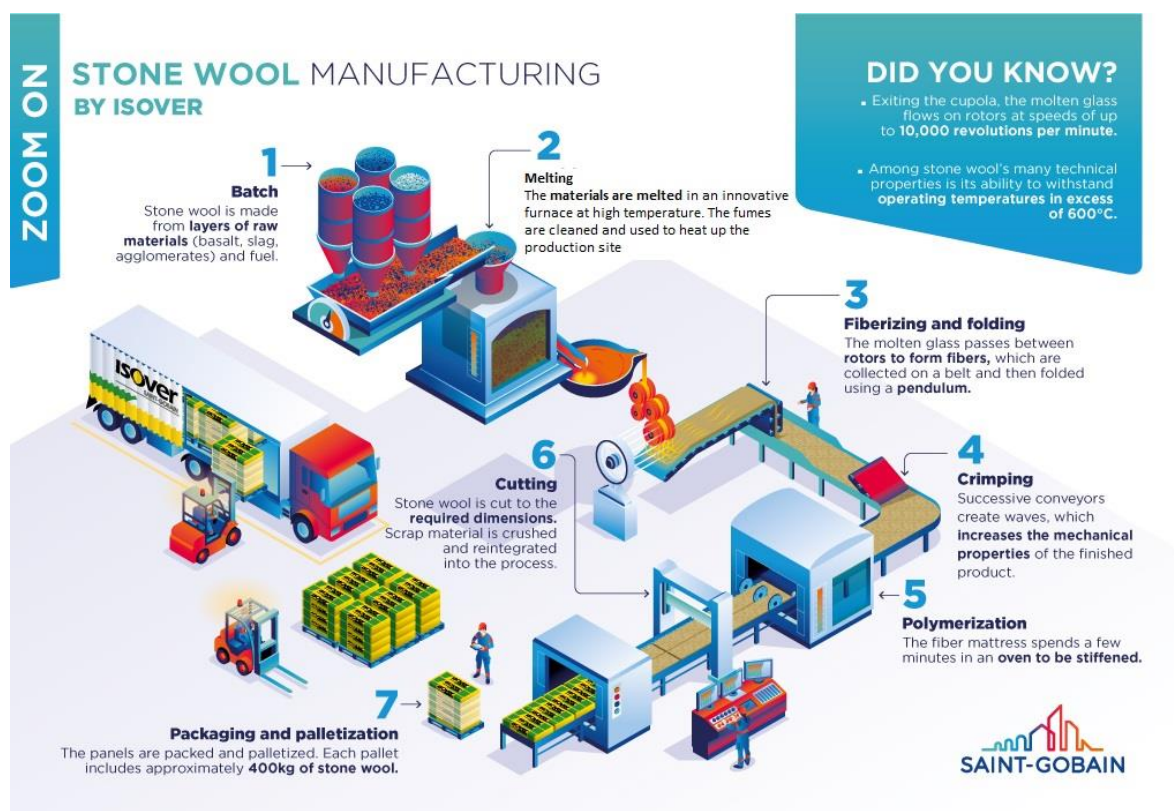 ZOOM ON
STONE WOOL MANUFACTURING
BY ISOVER
DID YOU KNOW?
▪ Exiting the cupola, the molten glass
flows on rotors at speeds of up
to 10,000 revolutions per minute.
▪ Among stone wool's many technical
properties is its ability to withstand
operating temperatures in excess
of 600°C.
1
Batch
Stone wool is made
from layers of raw
materials (basalt, slag,
agglomerates) and fuel.
2
Melting
The materials are melted in an innovative
furnace at high temperature. The fumes
are cleaned and used to heat up the
production site
3
Fiberizing and folding
The molten glass passes between
rotors to form fibers, which are
collected on a belt and then folded
using a pendulum.
isover
SAINT-GOBAIN
4
Crimping
Successive conveyors
create waves, which
increases the mechanical
properties of the finished
product.
5
Polymerization
The fiber mattress spends a few
minutes in an oven to be stiffened.
6
Cutting
Stone wool is cut to the
required dimensions.
Scrap material is crushed
and reintegrated
into the process.
7
Packaging and palletization
The panels are packed and palletized. Each pallet
includes approximately 400kg of stone wool.
SAINT-GOBAIN